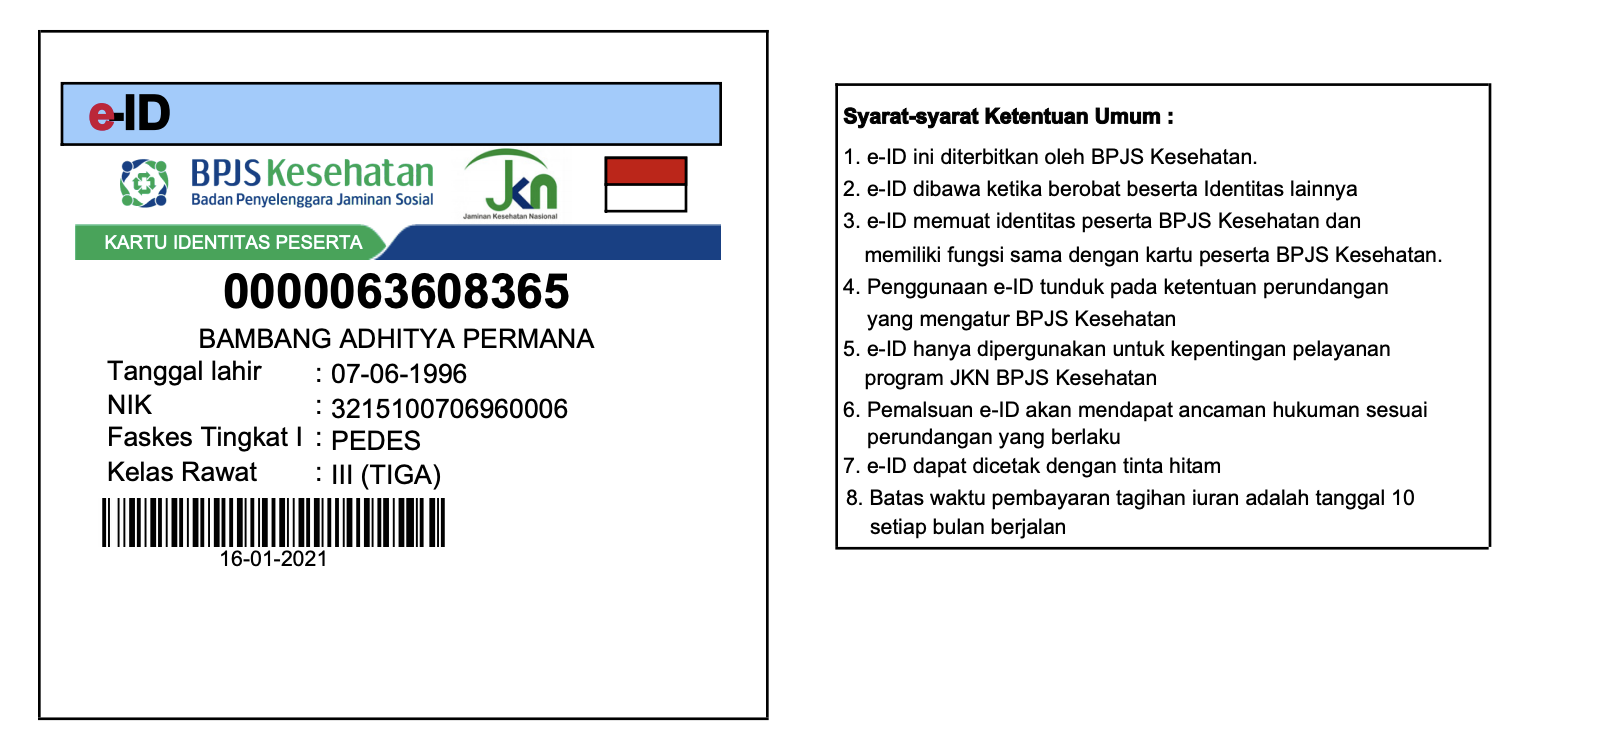 e-ID
BPJS Kesehatan
Badan Penyelenggara Jaminan Sosial
JKN
Jaminan Kesehatan Nasional
KARTU IDENTITAS PESERTA
0000063608365
BAMBANG ADHITYA PERMANA
Tanggal lahir : 07-06-1996
NIK : 3215100706960006
Faskes Tingkat I : PEDES
Kelas Rawat : III (TIGA)
16-01-2021
Syarat-syarat Ketentuan Umum :
1. e-ID ini diterbitkan oleh BPJS Kesehatan.
2. e-ID dibawa ketika berobat beserta Identitas lainnya
3. e-ID memuat identitas peserta BPJS Kesehatan dan
memiliki fungsi sama dengan kartu peserta BPJS Kesehatan.
4. Penggunaan e-ID tunduk pada ketentuan perundangan
yang mengatur BPJS Kesehatan
5. e-ID hanya dipergunakan untuk kepentingan pelayanan
program JKN BPJS Kesehatan
6. Pemalsuan e-ID akan mendapat ancaman hukuman sesuai
perundangan yang berlaku
7. e-ID dapat dicetak dengan tinta hitam
8. Batas waktu pembayaran tagihan iuran adalah tanggal 10
setiap bulan berjalan